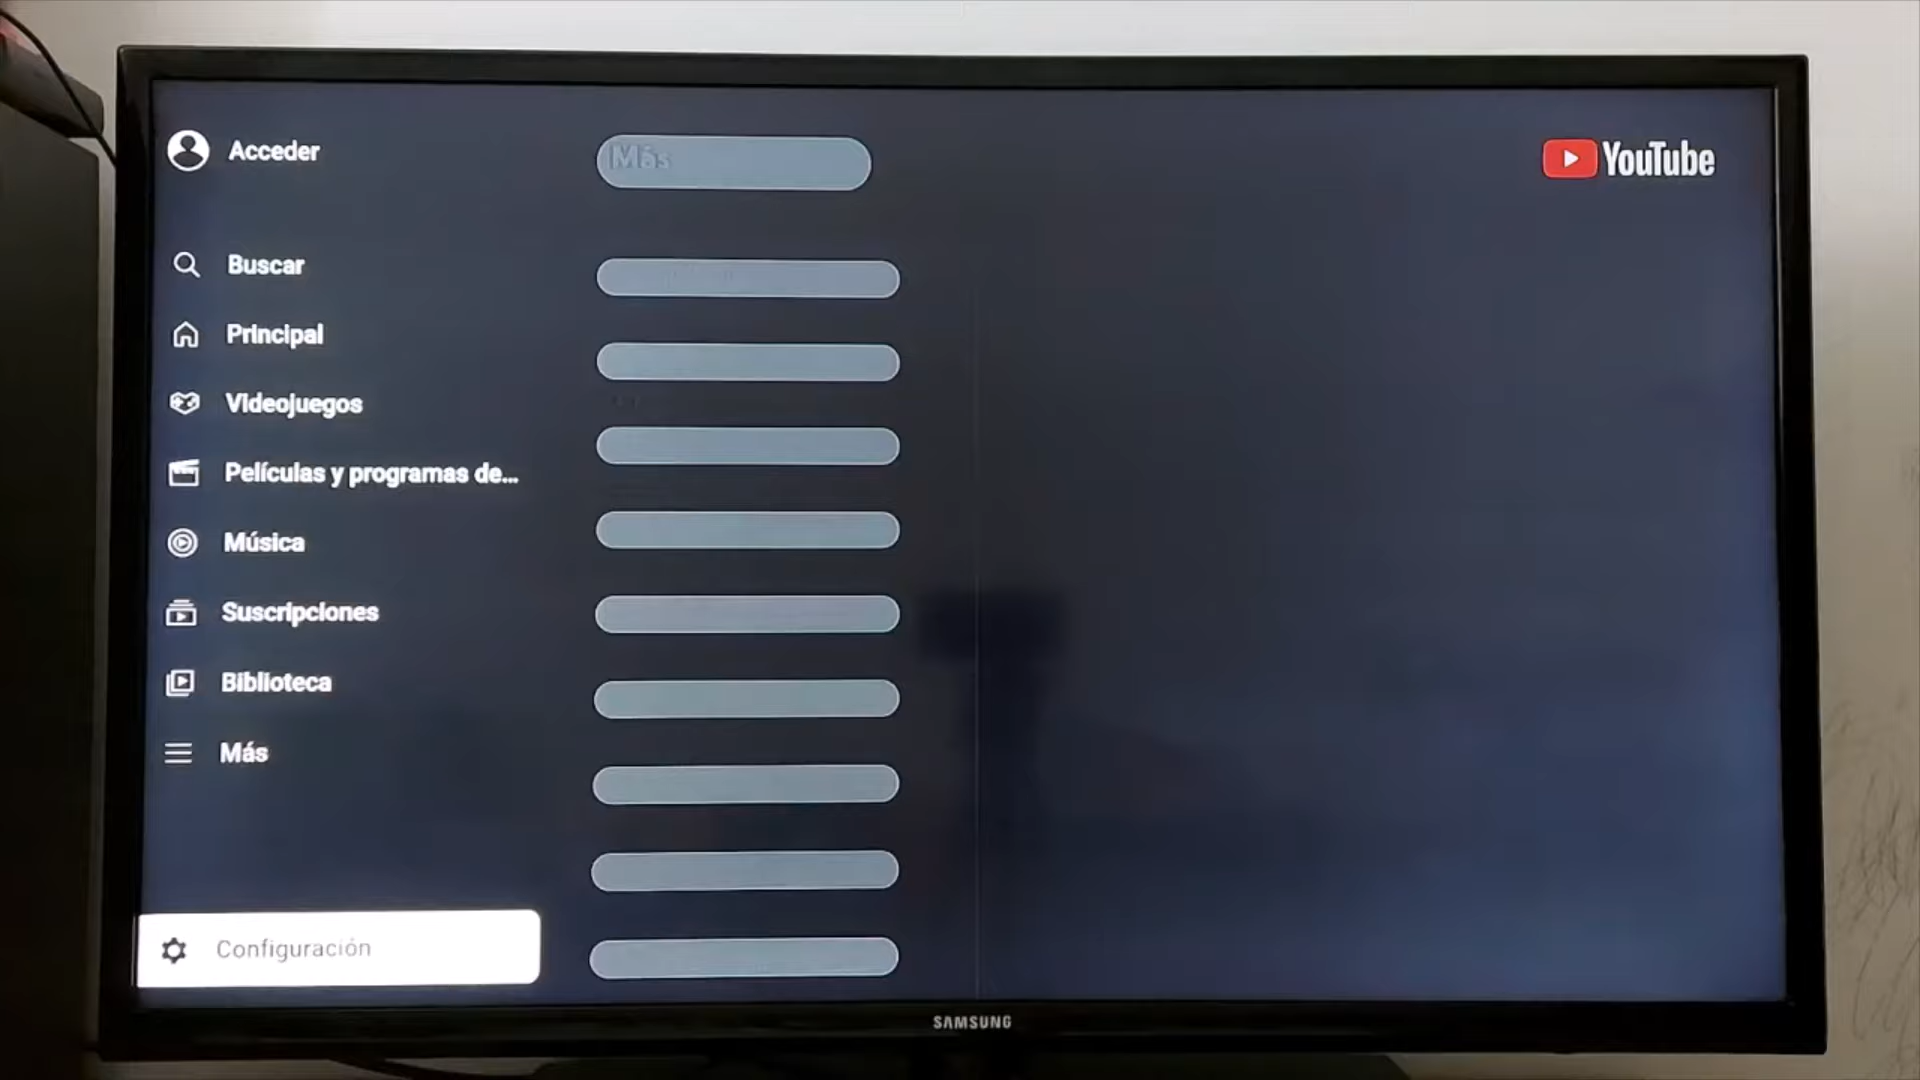 Acceder
Más
YouTube
Buscar
Principal
Videojuegos
Películas y programas de...
Música
Suscripciones
Biblioteca
Más
Configuración
SAMSUNG